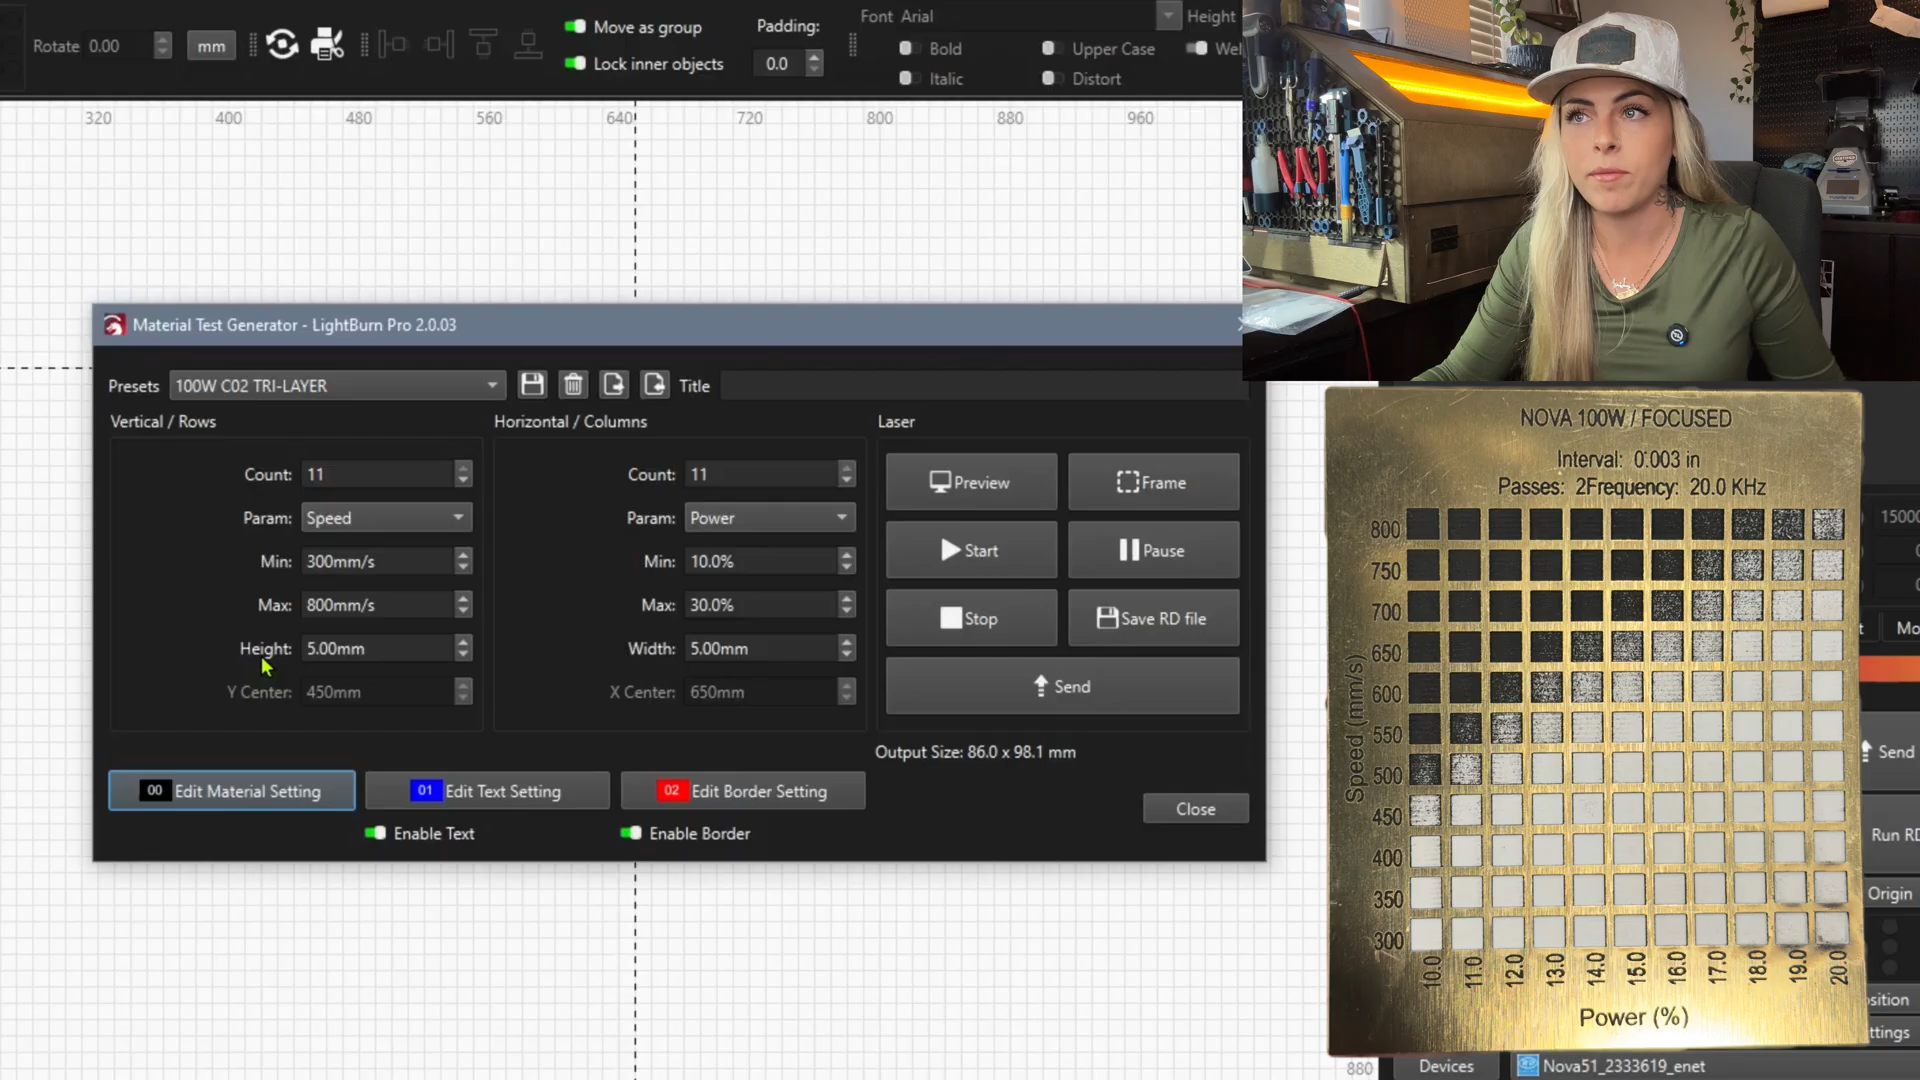 Rotate 0.00 mm
Move as group
Lock inner objects
Padding:
0.0
Font Arial Height
Bold Upper Case Wel
Italic Distort
320 400 480 560 640 720 800 880 960
Material Test Generator - LightBurn Pro 2.0.03
Presets 100W C02 TRI-LAYER Title
Vertical / Rows
Count: 11
Param: Speed
Min: 300mm/s
Max: 800mm/s
Height: 5.00mm
Y Center: 450mm
Horizontal / Columns
Count: 11
Param: Power
Min: 10.0%
Max: 30.0%
Width: 5.00mm
X Center: 650mm
Laser
Preview Frame
Start Pause
Stop Save RD file
Send
Output Size: 86.0 x 98.1 mm
00 Edit Material Setting
01 Edit Text Setting
02 Edit Border Setting
Enable Text
Enable Border
Close
NOVA 100W / FOCUSED
Interval: 0.003 in
Passes: 2Frequency: 20.0 KHz
800
750
700
650
600
550
500
450
400
350
300
Speed (mm/s)
10.0 11.0 12.0 13.0 14.0 15.0 16.0 17.0 18.0 19.0 20.0
Power (%)
15000
Mo
Send
Run RD
Origin
sition
ttings
880
Devices
Nova51_2333619_enet